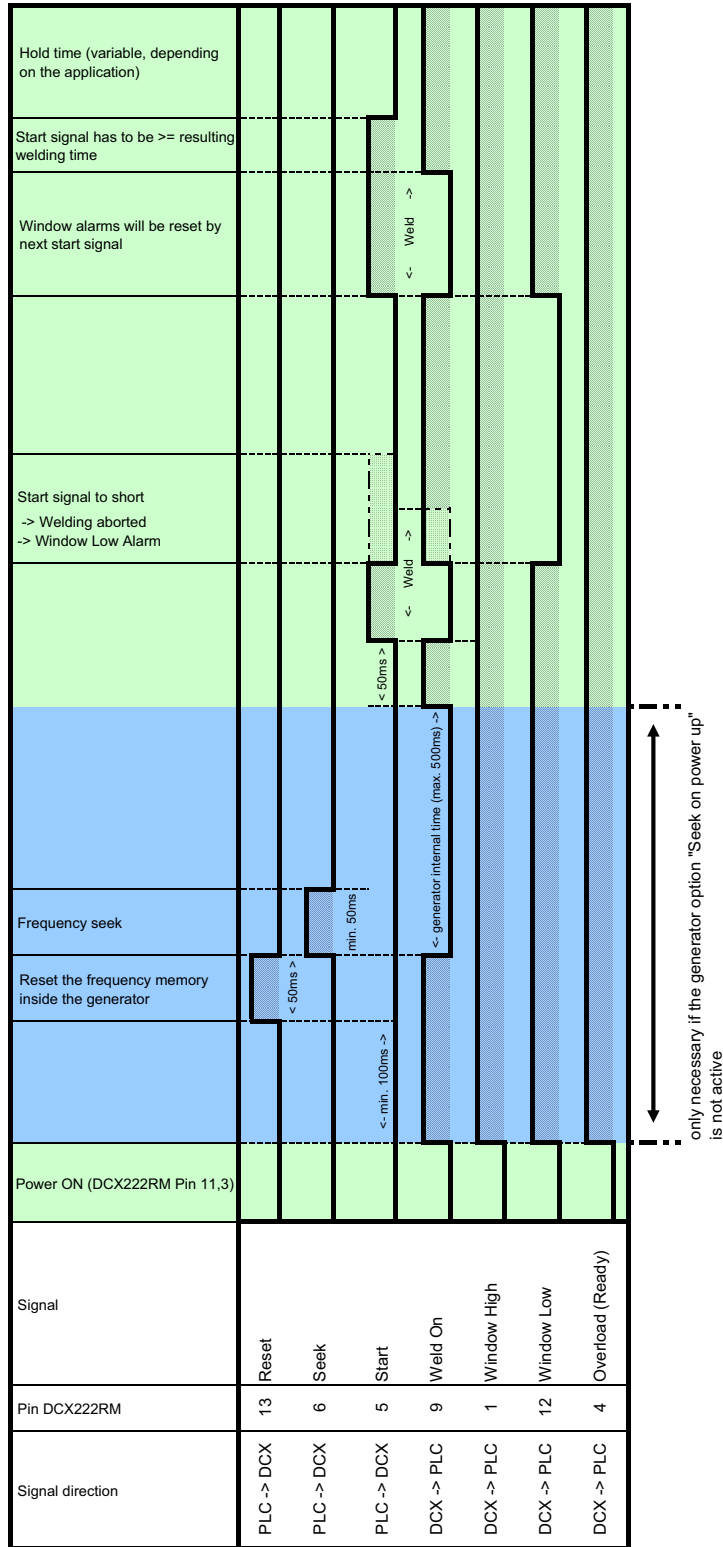 Hold time (variable, depending
on the application)
Start signal has to be >= resulting
welding time
Window alarms will be reset by
next start signal
<- Weld ->
Start signal to short
-> Welding aborted
-> Window Low Alarm
<- Weld ->
< 50ms >
<- generator internal time (max. 500ms) ->
Frequency seek
min. 50ms
Reset the frequency memory
inside the generator
< 50ms >
<- min. 100ms ->
only necessary if the generator option "Seek on power up"
is not active
Power ON (DCX222RM Pin 11,3)
Signal
Reset
Seek
Start
Weld On
Window High
Window Low
Overload (Ready)
Pin DCX222RM
13
6
5
9
1
12
4
Signal direction
PLC -> DCX
PLC -> DCX
PLC -> DCX
DCX -> PLC
DCX -> PLC
DCX -> PLC
DCX -> PLC